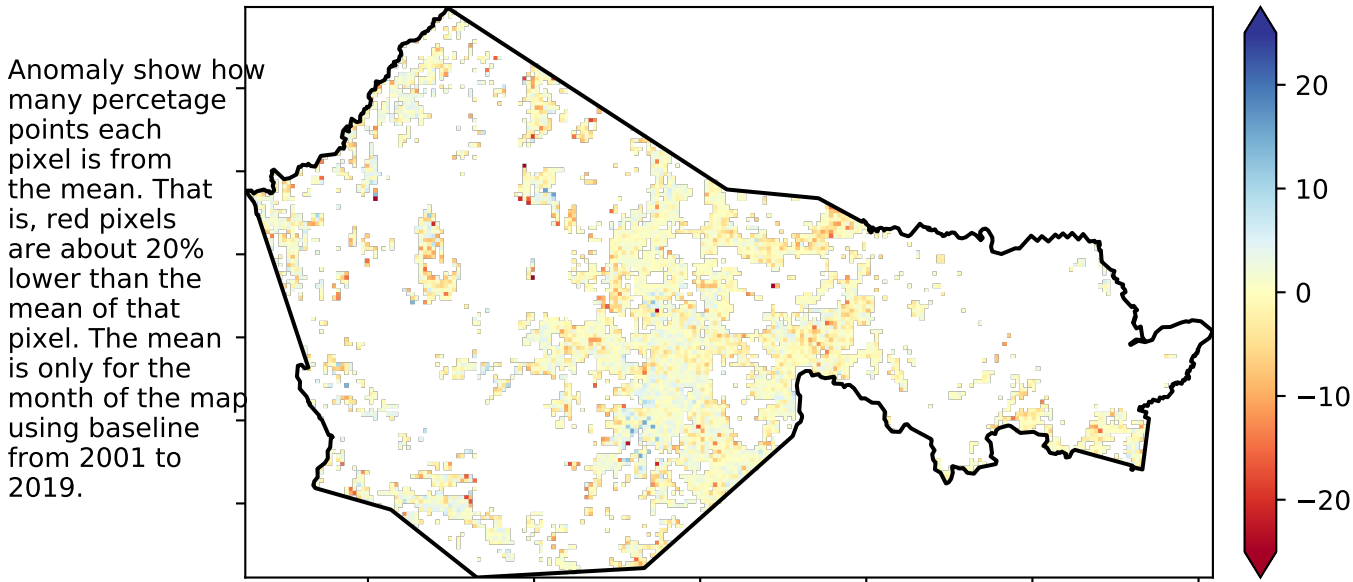 Anomaly show how
many percetage
points each
pixel is from
the mean. That
is, red pixels
are about 20%
lower than the
mean of that
pixel. The mean
is only for the
month of the map
using baseline
from 2001 to
2019.
20
10
0
−10
−20